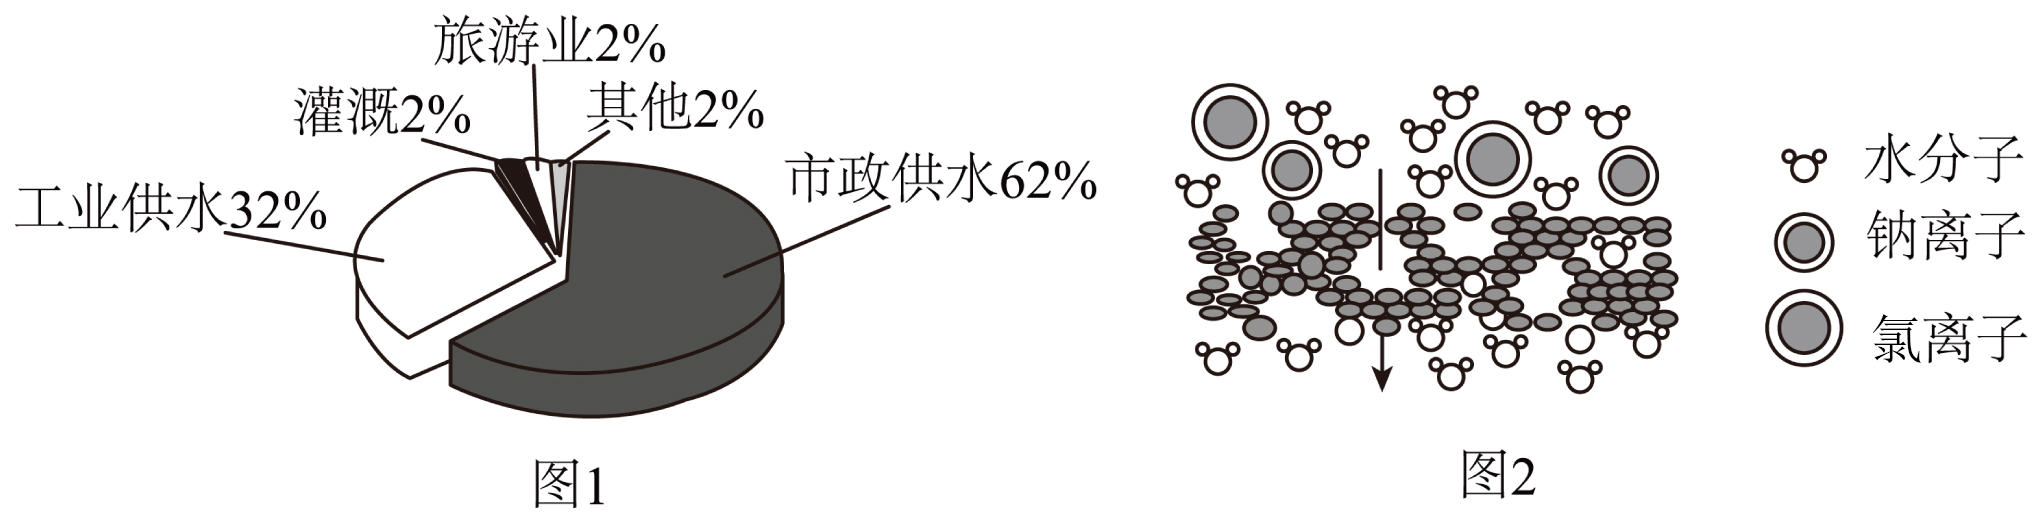 旅游业2%
灌溉2%
其他2%
市政供水62%
工业供水32%
图1
水分子
钠离子
氯离子
图2